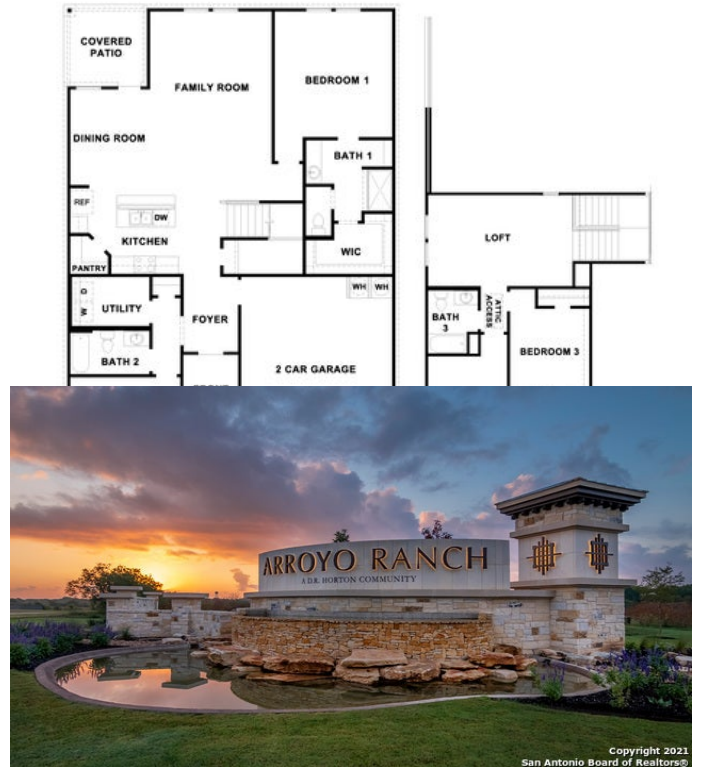 COVERED
PATIO
FAMILY ROOM
BEDROOM 1
DINING ROOM
BATH 1
REF
DW
KITCHEN
WIC
PANTRY
LOFT
D
W
UTILITY
FOYER
WH
WH
BATH
3
ATTIC
ACCESS
BATH 2
2 CAR GARAGE
BEDROOM 3
ARROYO RANCH
A D.R. HORTON COMMUNITY
Copyright 2021
San Antonio Board of Realtors®